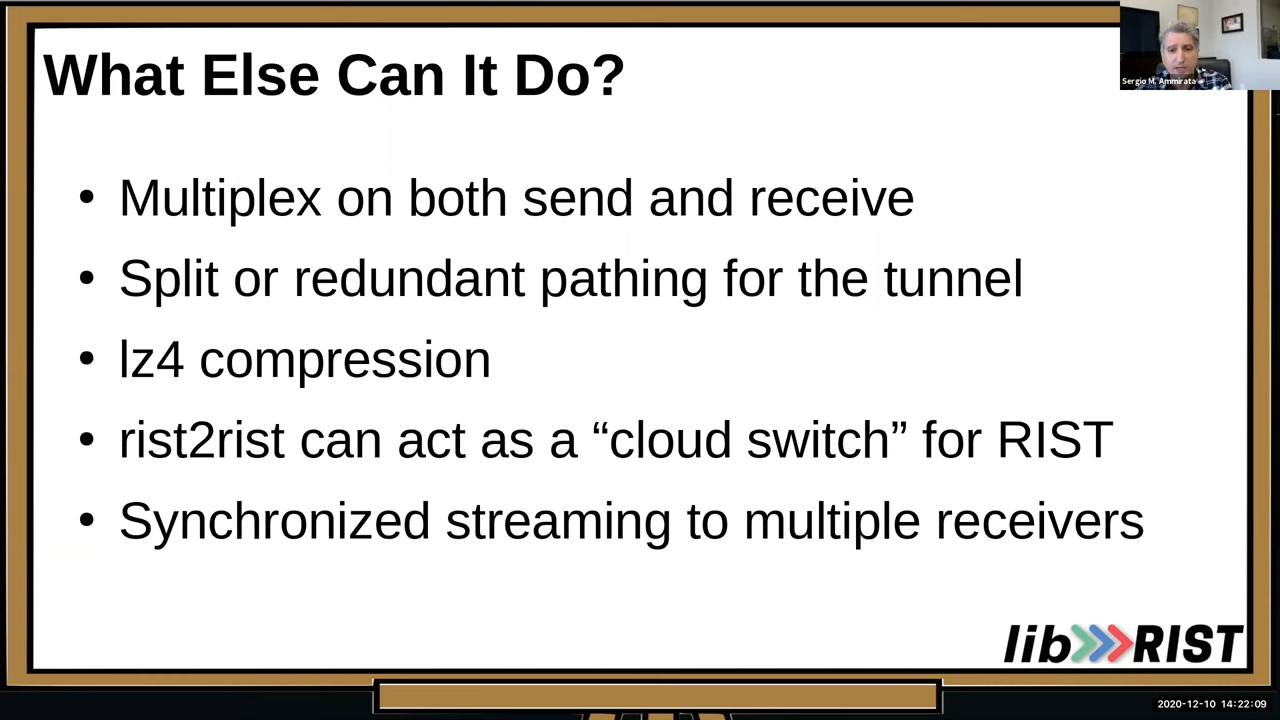 What Else Can It Do?
Sergio M. Ammirata
• Multiplex on both send and receive
• Split or redundant pathing for the tunnel
• lz4 compression
• rist2rist can act as a “cloud switch” for RIST
• Synchronized streaming to multiple receivers
lib RIST
2020-12-10 14:22:09